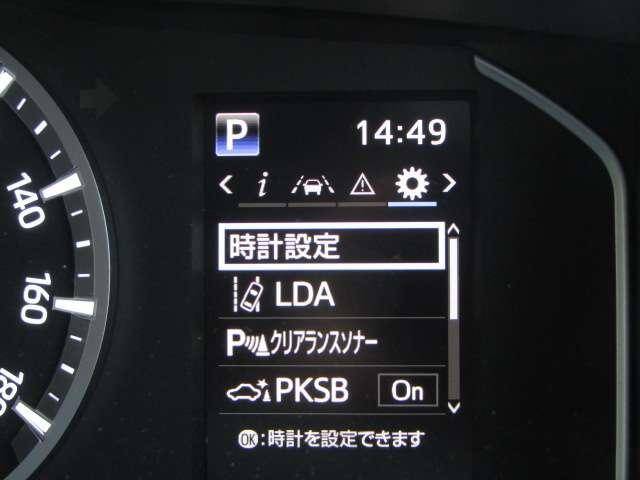 P 14:49
i
時計設定
LDA
P クリアランスソナー
PKSB On
OK:時計を設定できます
140
160
180